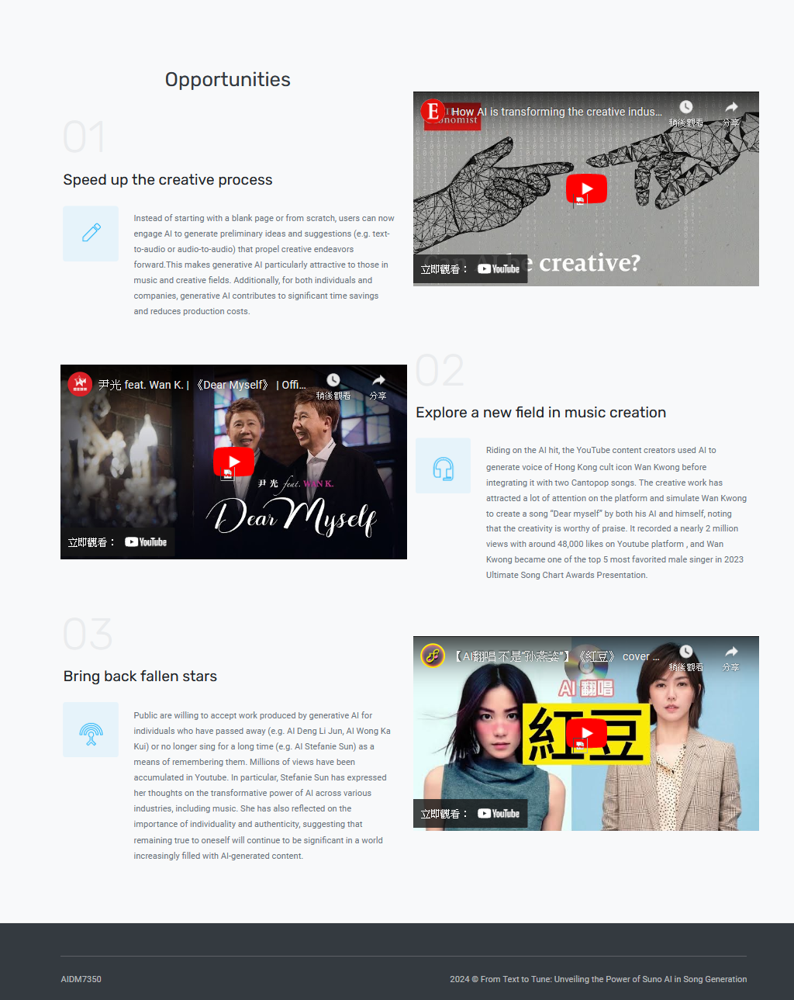 Opportunities
01
Speed up the creative process
Instead of starting with a blank page or from scratch, users can now
engage AI to generate preliminary ideas and suggestions (e.g. text-
to-audio or audio-to-audio) that propel creative endeavors
forward.This makes generative AI particularly attractive to those in
music and creative fields. Additionally, for both individuals and
companies, generative AI contributes to significant time savings
and reduces production costs.
How AI is transforming the creative indus…
稍後觀看
分享
E
onomist
creative?
立即觀看：
YouTube
尹光 feat. Wan K. | 《Dear Myself》 | Offi…
稍後觀看
分享
尹光 feat. WAN K.
Dear Myself
立即觀看：
YouTube
02
Explore a new field in music creation
Riding on the AI hit, the YouTube content creators used AI to
generate voice of Hong Kong cult icon Wan Kwong before
integrating it with two Cantopop songs. The creative work has
attracted a lot of attention on the platform and simulate Wan Kwong
to create a song “Dear myself” by both his AI and himself, noting
that the creativity is worthy of praise. It recorded a nearly 2 million
views with around 48,000 likes on Youtube platform , and Wan
Kwong became one of the top 5 most favorited male singer in 2023
Ultimate Song Chart Awards Presentation.
03
Bring back fallen stars
Public are willing to accept work produced by generative AI for
individuals who have passed away (e.g. AI Deng Li Jun, AI Wong Ka
Kui) or no longer sing for a long time (e.g. AI Stefanie Sun) as a
means of remembering them. Millions of views have been
accumulated in Youtube. In particular, Stefanie Sun has expressed
her thoughts on the transformative power of AI across various
industries, including music. She has also reflected on the
importance of individuality and authenticity, suggesting that
remaining true to oneself will continue to be significant in a world
increasingly filled with AI-generated content.
【AI翻唱 不是“孙燕姿”】《紅豆》 cover …
稍後觀看
分享
AI 翻唱
紅豆
立即觀看：
YouTube
AIDM7350
2024 © From Text to Tune: Unveiling the Power of Suno AI in Song Generation